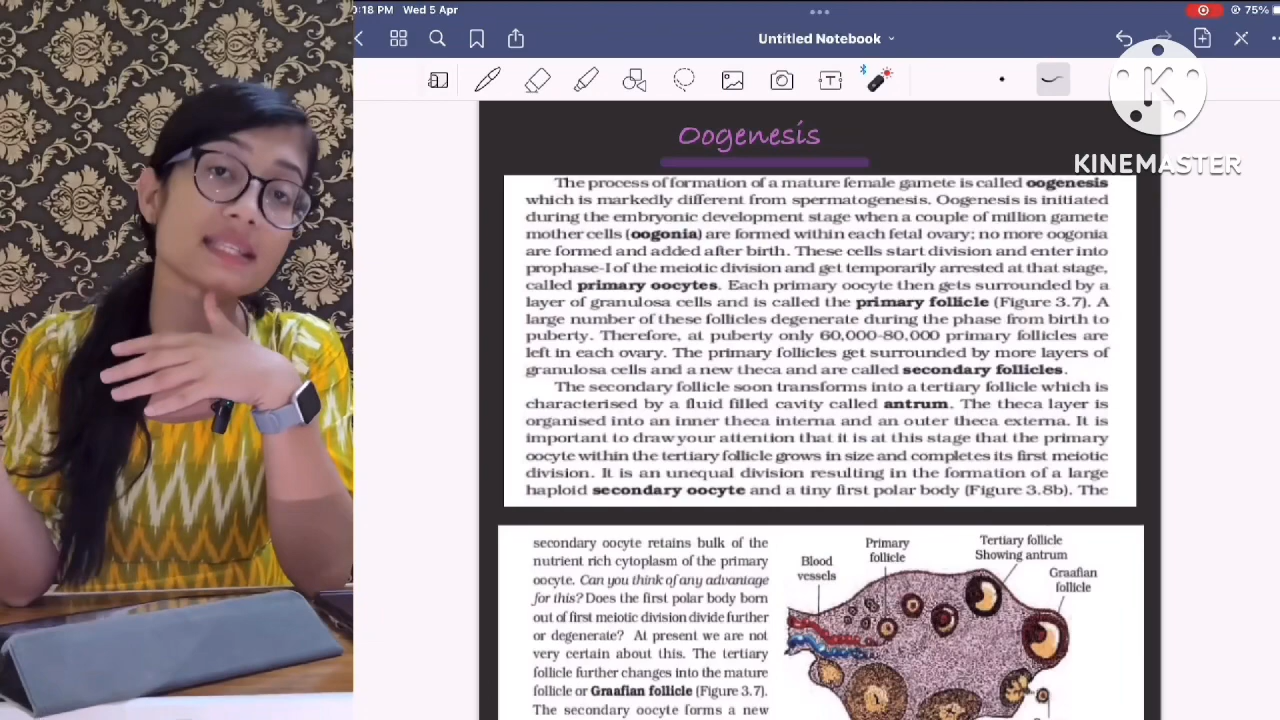 :18 PM Wed 5 Apr
75%
Untitled Notebook
KINEMASTER
Oogenesis
The process of formation of a mature female gamete is called oogenesis
which is markedly different from spermatogenesis. Oogenesis is initiated
during the embryonic development stage when a couple of million gamete
mother cells (oogonia) are formed within each fetal ovary; no more oogonia
are formed and added after birth. These cells start division and enter into
prophase-I of the meiotic division and get temporarily arrested at that stage,
called primary oocytes. Each primary oocyte then gets surrounded by a
layer of granulosa cells and is called the primary follicle (Figure 3.7). A
large number of these follicles degenerate during the phase from birth to
puberty. Therefore, at puberty only 60,000-80,000 primary follicles are
left in each ovary. The primary follicles get surrounded by more layers of
granulosa cells and a new theca and are called secondary follicles.
The secondary follicle soon transforms into a tertiary follicle which is
characterised by a fluid filled cavity called antrum. The theca layer is
organised into an inner theca interna and an outer theca externa. It is
important to draw your attention that it is at this stage that the primary
oocyte within the tertiary follicle grows in size and completes its first meiotic
division. It is an unequal division resulting in the formation of a large
haploid secondary oocyte and a tiny first polar body (Figure 3.8b). The
secondary oocyte retains bulk of the
nutrient rich cytoplasm of the primary
oocyte. Can you think of any advantage
for this? Does the first polar body born
out of first meiotic division divide further
or degenerate? At present we are not
very certain about this. The tertiary
follicle further changes into the mature
follicle or Graafian follicle (Figure 3.7).
The secondary oocyte forms a new
Blood
vessels
Primary
follicle
Tertiary follicle
Showing antrum
Graafian
follicle